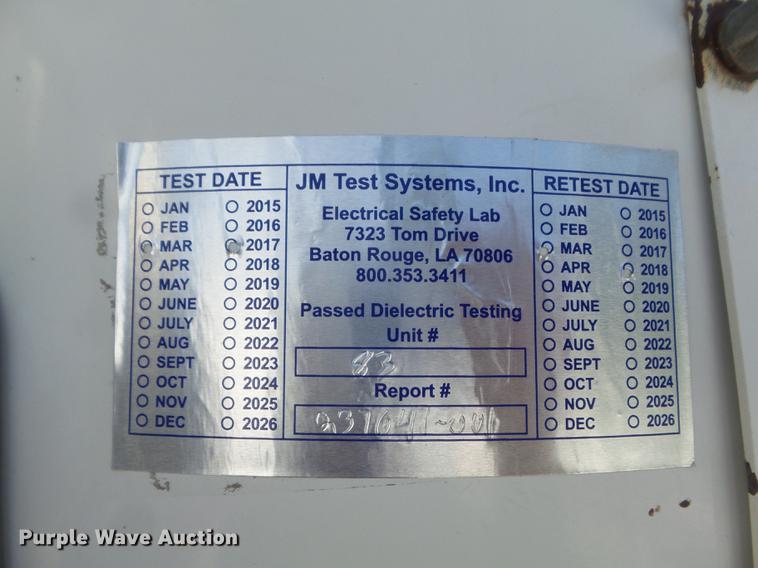 TEST DATE
JAN 2015
FEB 2016
MAR 2017
APR 2018
MAY 2019
JUNE 2020
JULY 2021
AUG 2022
SEPT 2023
OCT 2024
NOV 2025
DEC 2026
JM Test Systems, Inc.
Electrical Safety Lab
7323 Tom Drive
Baton Rouge, LA 70806
800.353.3411
Passed Dielectric Testing
Unit #
83
Report #
RETEST DATE
JAN 2015
FEB 2016
MAR 2017
APR 2018
MAY 2019
JUNE 2020
JULY 2021
AUG 2022
SEPT 2023
OCT 2024
NOV 2025
DEC 2026
Purple Wave Auction